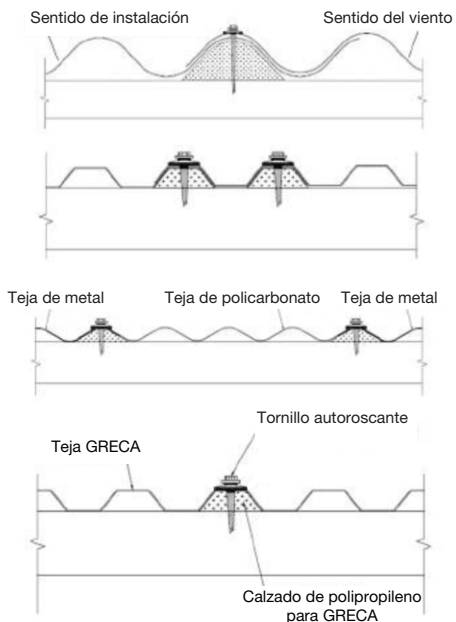 Sentido de instalación
Sentido del viento
Teja de metal
Teja de policarbonato
Teja de metal
Tornillo autoroscante
Teja GRECA
Calzado de polipropileno
para GRECA